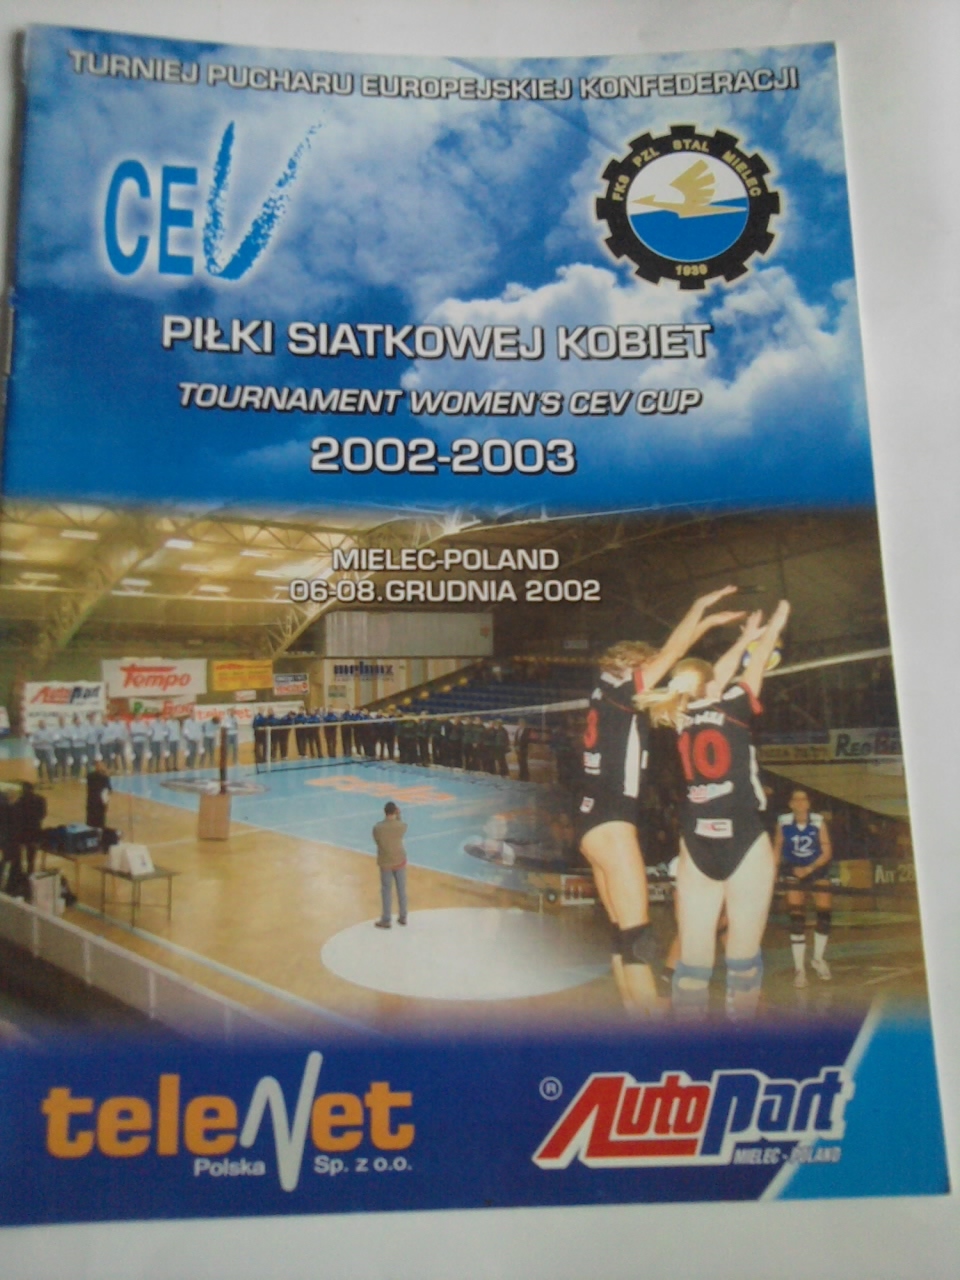 TURNIEJ PUCHARU EUROPEJSKIEJ KONFEDERACJI
CEV
FKS PZL STAL MIELEC
1939
PIŁKI SIATKOWEJ KOBIET
TOURNAMENT WOMEN'S CEV CUP
2002-2003
MIELEC-POLAND
06-08.GRUDNIA 2002
AutoPart
Tempo
10
12
teleNet
Polska Sp. z o.o.
® AutoPart
MIELEC - POLAND